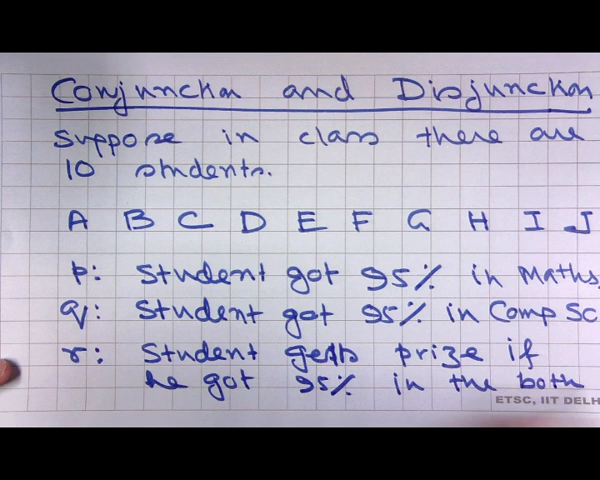 Conjunction and Disjunction
Suppose in class there are
10 students.
A B C D E F G H I J
p: Student got 95% in Maths,
q: Student got 95% in Comp Sc
r: Student gets prize if
he got 95% in the both
ETSC, IIT DELH